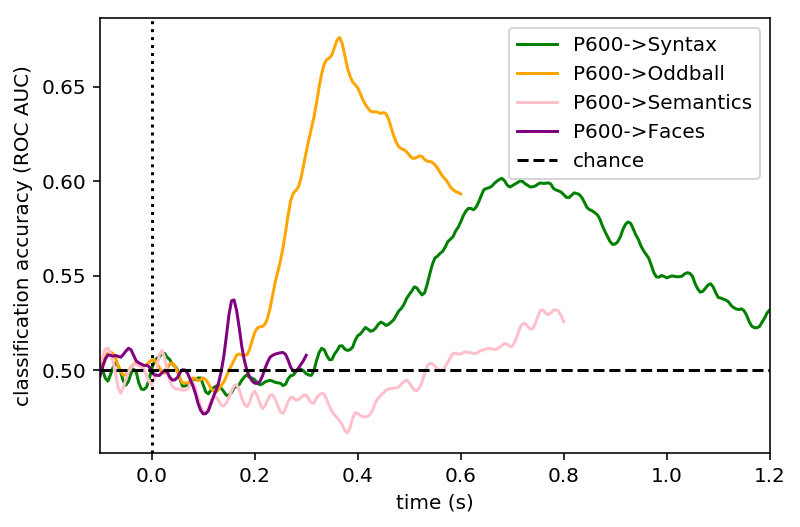 classification accuracy (ROC AUC)
0.65
0.60
0.55
0.50
P600->Syntax
P600->Oddball
P600->Semantics
P600->Faces
chance
0.0 0.2 0.4 0.6 0.8 1.0 1.2
time (s)